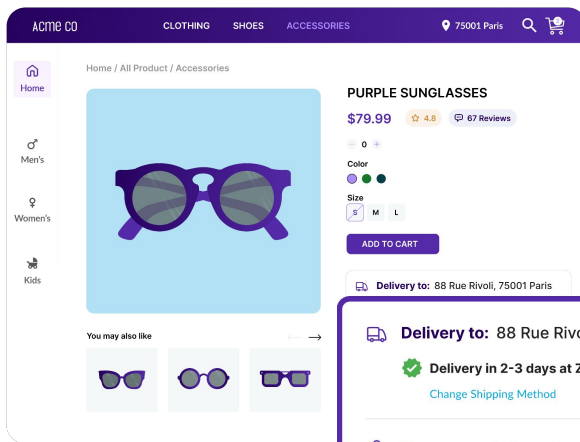 ACME CO
CLOTHING SHOES ACCESSORIES
75001 Paris
2
Home
Men's
Women's
Kids
Home / All Product / Accessories
PURPLE SUNGLASSES
$79.99 4.8 67 Reviews
− 0 +
Color
Size
S M L
ADD TO CART
Delivery to: 88 Rue Rivoli, 75001 Paris
You may also like
Delivery to: 88 Rue
Delivery in 2-3 days at
Change Shipping Method